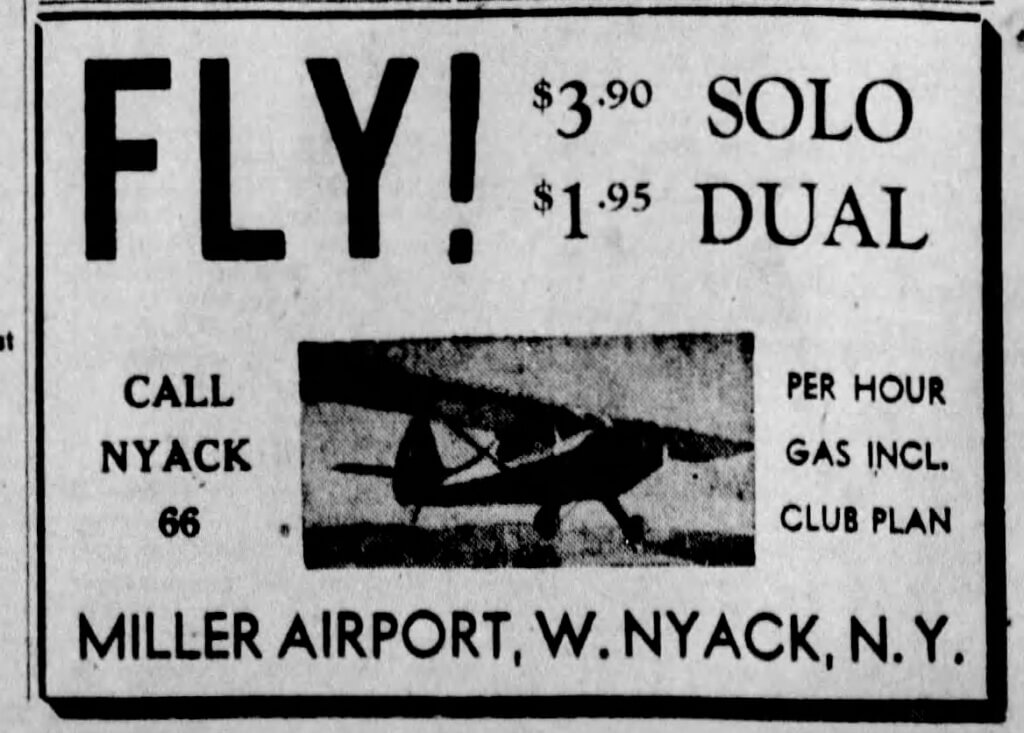 FLY!
$3.90 SOLO
$1.95 DUAL
CALL
NYACK
66
PER HOUR
GAS INCL.
CLUB PLAN
MILLER AIRPORT, W. NYACK, N. Y.